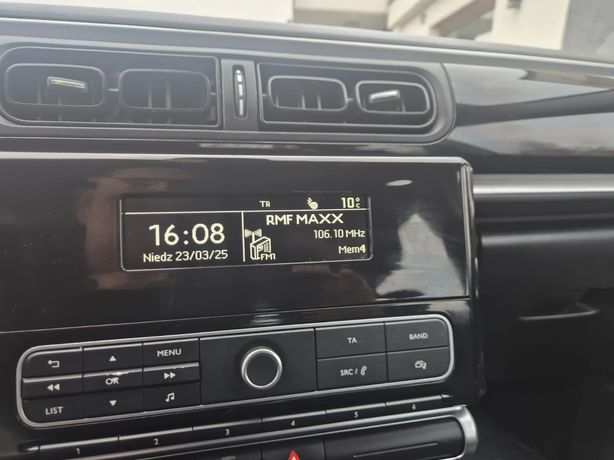 TA 10°C
16:08
RMF MAXX
106.10 MHz
Niedz 23/03/25
FM1
Mem4
MENU
OK
LIST
TA
BAND
SRC /
1 2 3 4 5 6